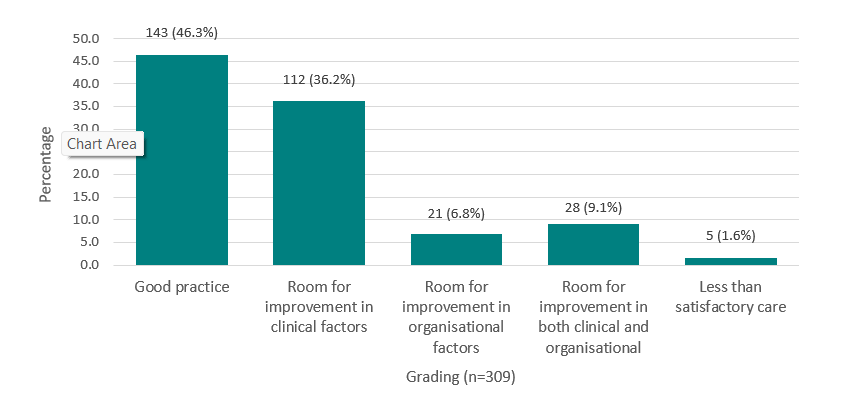 143 (46.3%)
112 (36.2%)
21 (6.8%)
28 (9.1%)
5 (1.6%)
Percentage
50.0
45.0
40.0
35.0
30.0
Chart Area
20.0
15.0
10.0
5.0
0.0
Good practice
Room for
improvement in
clinical factors
Room for
improvement in
organisational
factors
Room for
improvement in
both clinical and
organisational
Less than
satisfactory care
Grading (n=309)